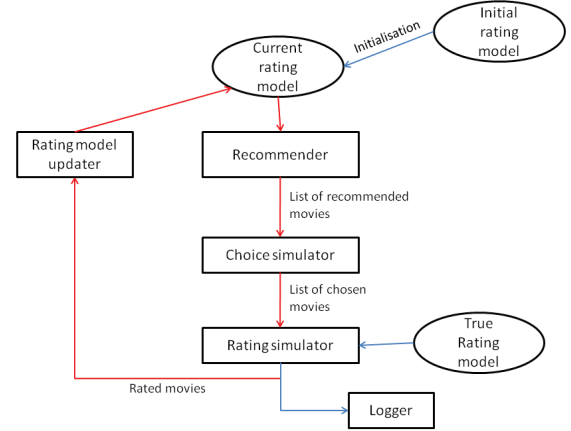 Initial
rating
model
Initialisation
Current
rating
model
Rating model
updater
Recommender
List of recommended
movies
Choice simulator
List of chosen
movies
True
Rating
model
Rating simulator
Rated movies
Logger